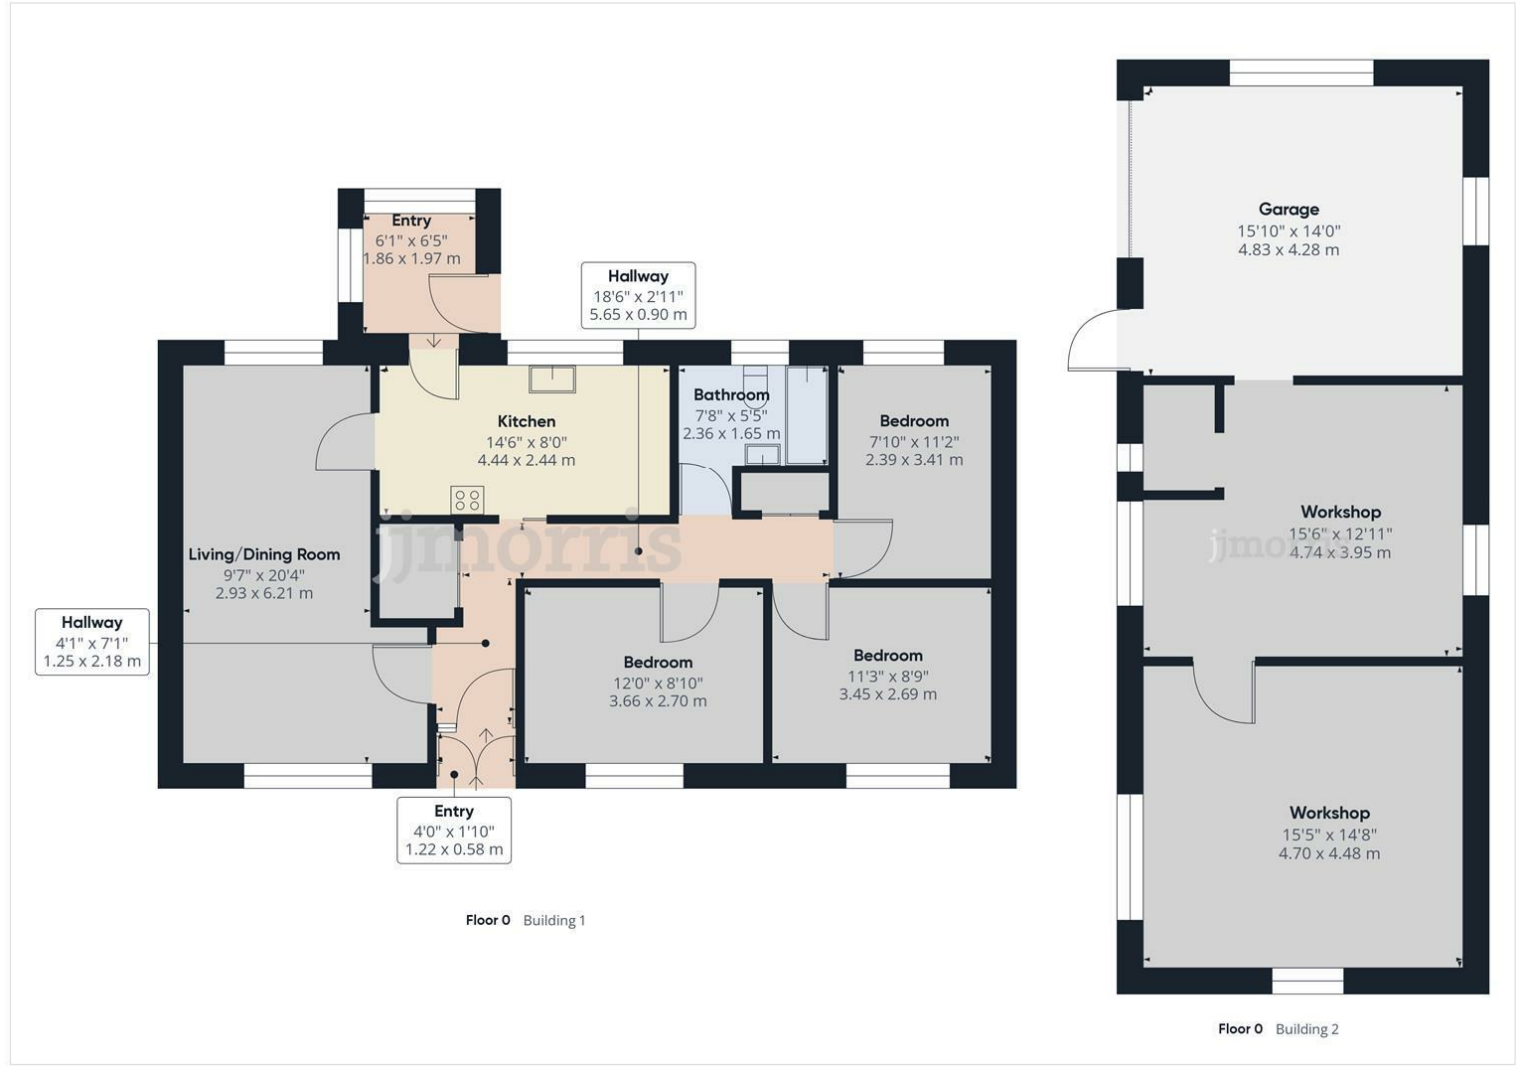 Entry
6'1" x 6'5"
1.86 x 1.97 m
Hallway
18'6" x 2'11"
5.65 x 0.90 m
Kitchen
14'6" x 8'0"
4.44 x 2.44 m
Bathroom
7'8" x 5'5"
2.36 x 1.65 m
Bedroom
7'10" x 11'2"
2.39 x 3.41 m
Living/Dining Room
9'7" x 20'4"
2.93 x 6.21 m
jjmorris
Hallway
4'1" x 7'1"
1.25 x 2.18 m
Bedroom
12'0" x 8'10"
3.66 x 2.70 m
Bedroom
11'3" x 8'9"
3.45 x 2.69 m
Entry
4'0" x 1'10"
1.22 x 0.58 m
Floor 0 Building 1
Garage
15'10" x 14'0"
4.83 x 4.28 m
Workshop
15'6" x 12'11"
4.74 x 3.95 m
jjmorris
Workshop
15'5" x 14'8"
4.70 x 4.48 m
Floor 0 Building 2